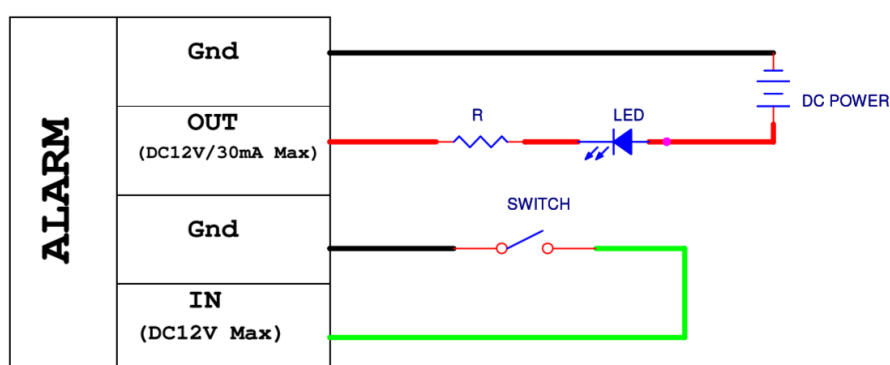 ALARM
Gnd
OUT
(DC12V/30mA Max)
Gnd
IN
(DC12V Max)
R
LED
DC POWER
SWITCH